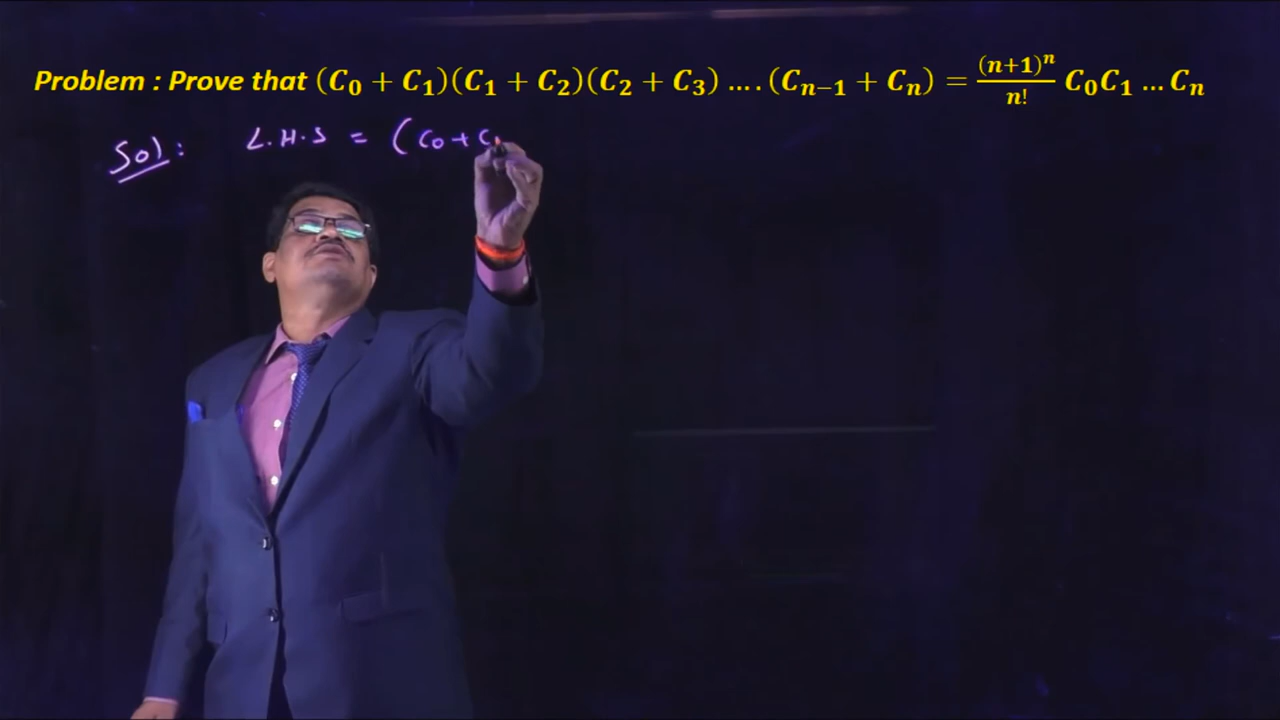 Problem : Prove that (C₀ + C₁)(C₁ + C₂)(C₂ + C₃) .... (Cₙ₋₁ + Cₙ) = (n+1)ⁿ/n! C₀C₁ ... Cₙ
Sol: L.H.S = (C₀ + C